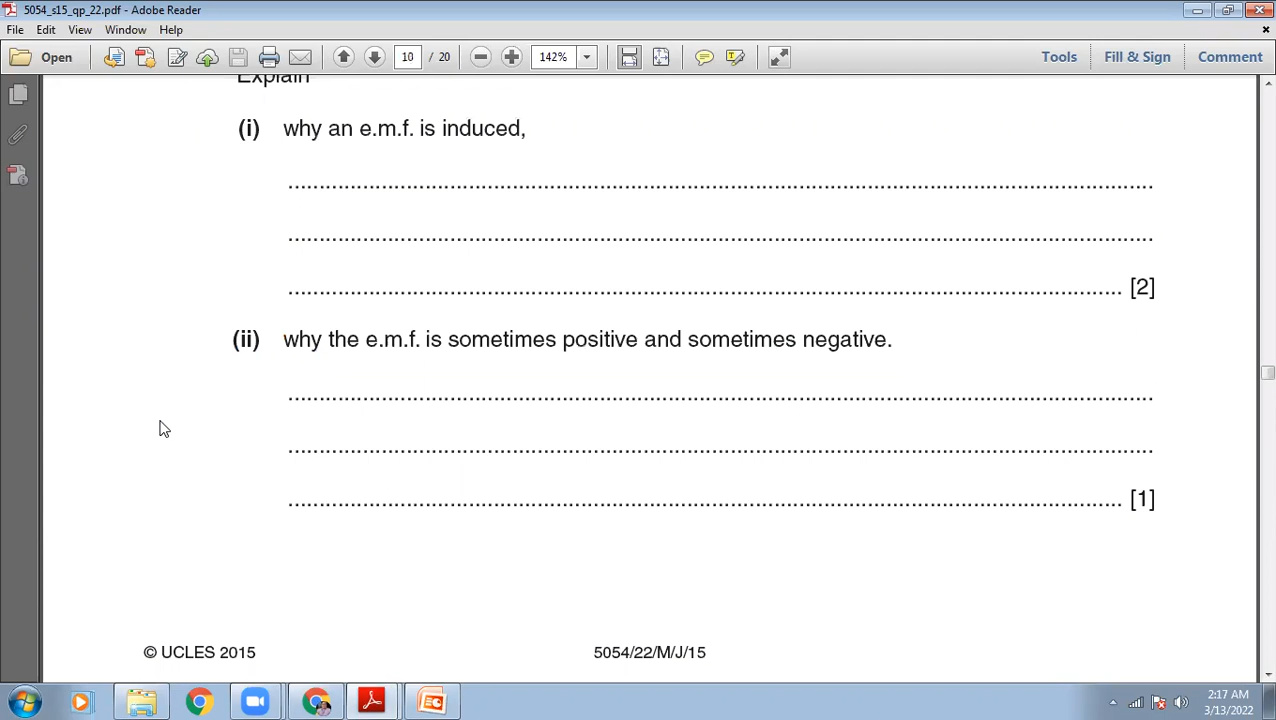 5054_s15_qp_22.pdf - Adobe Reader
File Edit View Window Help
Open 10 / 20 142% Tools Fill & Sign Comment
Explain
(i) why an e.m.f. is induced,
[2]
(ii) why the e.m.f. is sometimes positive and sometimes negative.
[1]
© UCLES 2015 5054/22/M/J/15
2:17 AM
3/13/2022